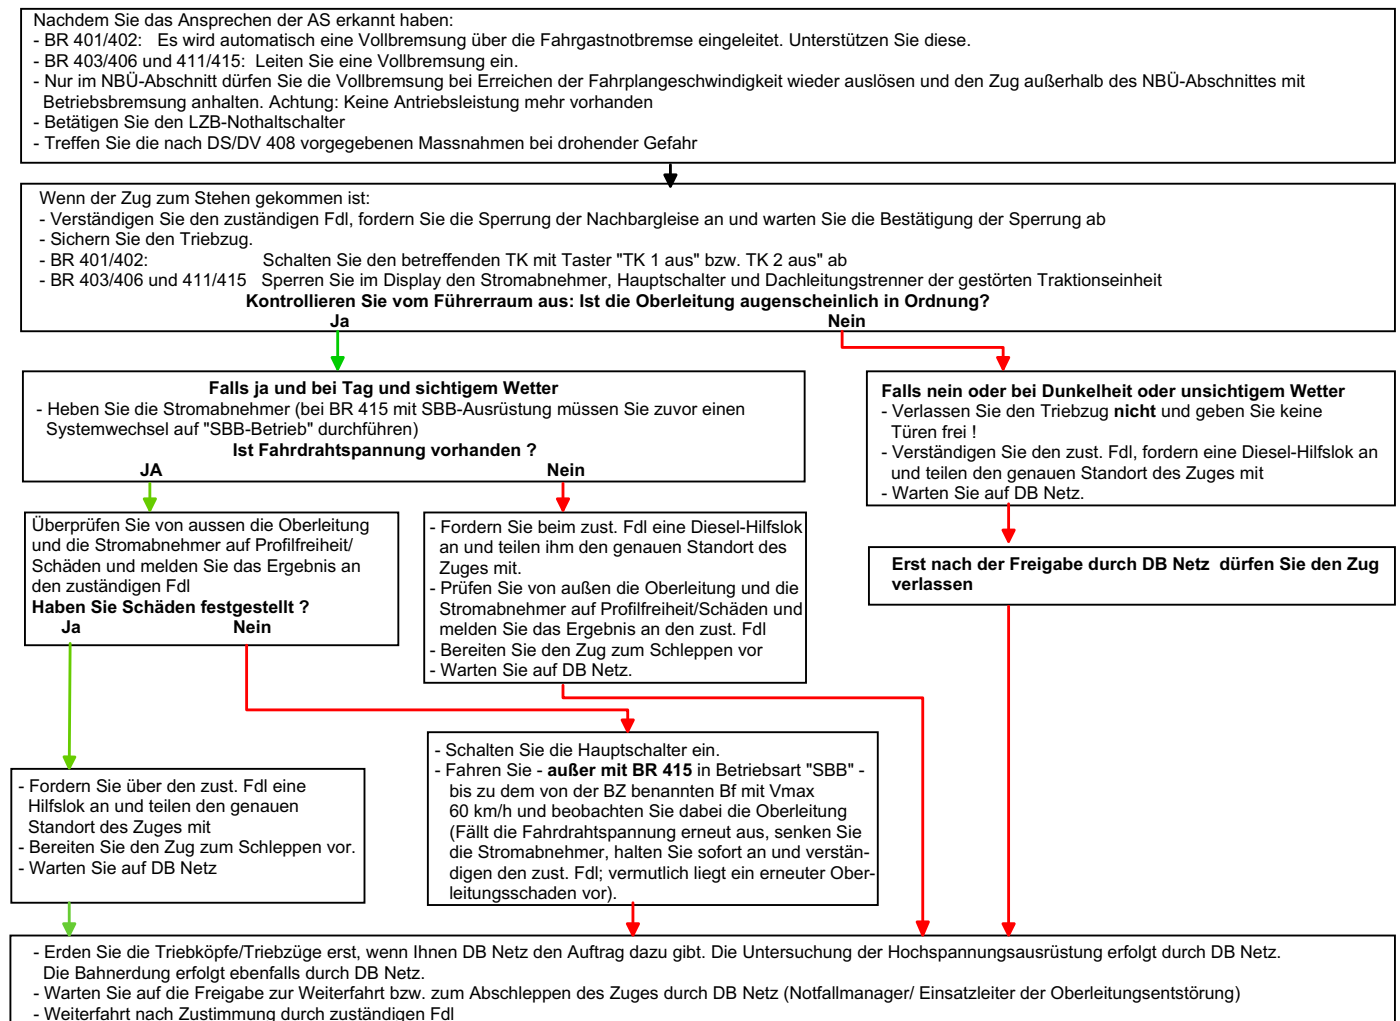 Nachdem Sie das Ansprechen der AS erkannt haben:
- BR 401/402: Es wird automatisch eine Vollbremsung über die Fahrgastnotbremse eingeleitet. Unterstützen Sie diese.
- BR 403/406 und 411/415: Leiten Sie eine Vollbremsung ein.
- Nur im NBÜ-Abschnitt dürfen Sie die Vollbremsung bei Erreichen der Fahrplangeschwindigkeit wieder auslösen und den Zug außerhalb des NBÜ-Abschnittes mit
Betriebsbremsung anhalten. Achtung: Keine Antriebsleistung mehr vorhanden
- Betätigen Sie den LZB-Nothaltschalter
- Treffen Sie die nach DS/DV 408 vorgegebenen Massnahmen bei drohender Gefahr
Wenn der Zug zum Stehen gekommen ist:
- Verständigen Sie den zuständigen Fdl, fordern Sie die Sperrung der Nachbargleise an und warten Sie die Bestätigung der Sperrung ab
- Sichern Sie den Triebzug.
- BR 401/402: Schalten Sie den betreffenden TK mit Taster "TK 1 aus" bzw. TK 2 aus" ab
- BR 403/406 und 411/415 Sperren Sie im Display den Stromabnehmer, Hauptschalter und Dachleitungstrenner der gestörten Traktionseinheit
Kontrollieren Sie vom Führerraum aus: Ist die Oberleitung augenscheinlich in Ordnung?
Ja Nein
Falls ja und bei Tag und sichtigem Wetter
- Heben Sie die Stromabnehmer (bei BR 415 mit SBB-Ausrüstung müssen Sie zuvor einen
Systemwechsel auf "SBB-Betrieb" durchführen)
Ist Fahrdrahtspannung vorhanden ?
JA Nein
Falls nein oder bei Dunkelheit oder unsichtigem Wetter
- Verlassen Sie den Triebzug nicht und geben Sie keine
Türen frei !
- Verständigen Sie den zust. Fdl, fordern eine Diesel-Hilfslok an
und teilen den genauen Standort des Zuges mit
- Warten Sie auf DB Netz.
Überprüfen Sie von aussen die Oberleitung
und die Stromabnehmer auf Profilfreiheit/
Schäden und melden Sie das Ergebnis an
den zuständigen Fdl
Haben Sie Schäden festgestellt ?
Ja Nein
- Fordern Sie beim zust. Fdl eine Diesel-Hilfslok
an und teilen ihm den genauen Standort des
Zuges mit.
- Prüfen Sie von außen die Oberleitung und die
Stromabnehmer auf Profilfreiheit/Schäden und
melden Sie das Ergebnis an den zust. Fdl
- Bereiten Sie den Zug zum Schleppen vor
- Warten Sie auf DB Netz.
Erst nach der Freigabe durch DB Netz dürfen Sie den Zug
verlassen
- Fordern Sie über den zust. Fdl eine
Hilfslok an und teilen den genauen
Standort des Zuges mit
- Bereiten Sie den Zug zum Schleppen vor.
- Warten Sie auf DB Netz
- Schalten Sie die Hauptschalter ein.
- Fahren Sie - außer mit BR 415 in Betriebsart "SBB" -
bis zu dem von der BZ benannten Bf mit Vmax
60 km/h und beobachten Sie dabei die Oberleitung
(Fällt die Fahrdrahtspannung erneut aus, senken Sie
die Stromabnehmer, halten Sie sofort an und verstän-
digen den zust. Fdl; vermutlich liegt ein erneuter Ober-
leitungsschaden vor).
- Erden Sie die Triebköpfe/Triebzüge erst, wenn Ihnen DB Netz den Auftrag dazu gibt. Die Untersuchung der Hochspannungsausrüstung erfolgt durch DB Netz.
Die Bahnerdung erfolgt ebenfalls durch DB Netz.
- Warten Sie auf die Freigabe zur Weiterfahrt bzw. zum Abschleppen des Zuges durch DB Netz (Notfallmanager/ Einsatzleiter der Oberleitungsentstörung)
- Weiterfahrt nach Zustimmung durch zuständigen Fdl